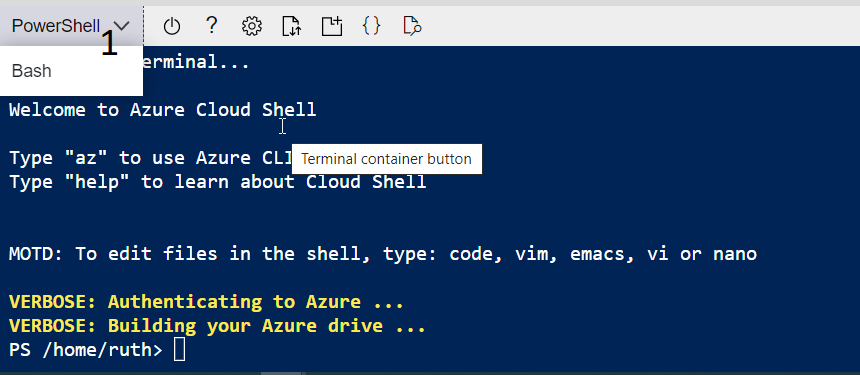 PowerShell
1
Bash
erminal...
Welcome to Azure Cloud Shell
Type "az" to use Azure CLI
Terminal container button
Type "help" to learn about Cloud Shell
MOTD: To edit files in the shell, type: code, vim, emacs, vi or nano
VERBOSE: Authenticating to Azure ...
VERBOSE: Building your Azure drive ...
PS /home/ruth>